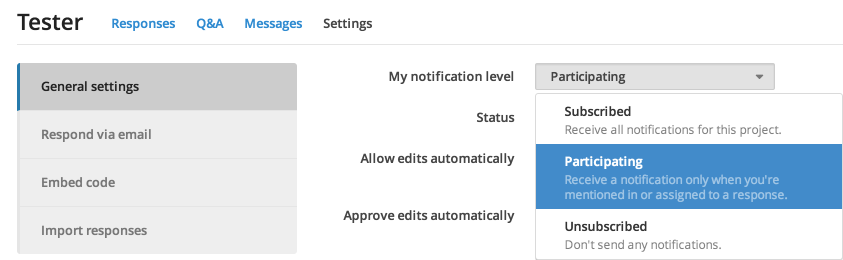 Tester Responses Q&A Messages Settings
General settings
Respond via email
Embed code
Import responses
My notification level Participating
Status
Allow edits automatically
Approve edits automatically
Subscribed
Receive all notifications for this project.
Participating
Receive a notification only when you're
mentioned in or assigned to a response.
Unsubscribed
Don't send any notifications.